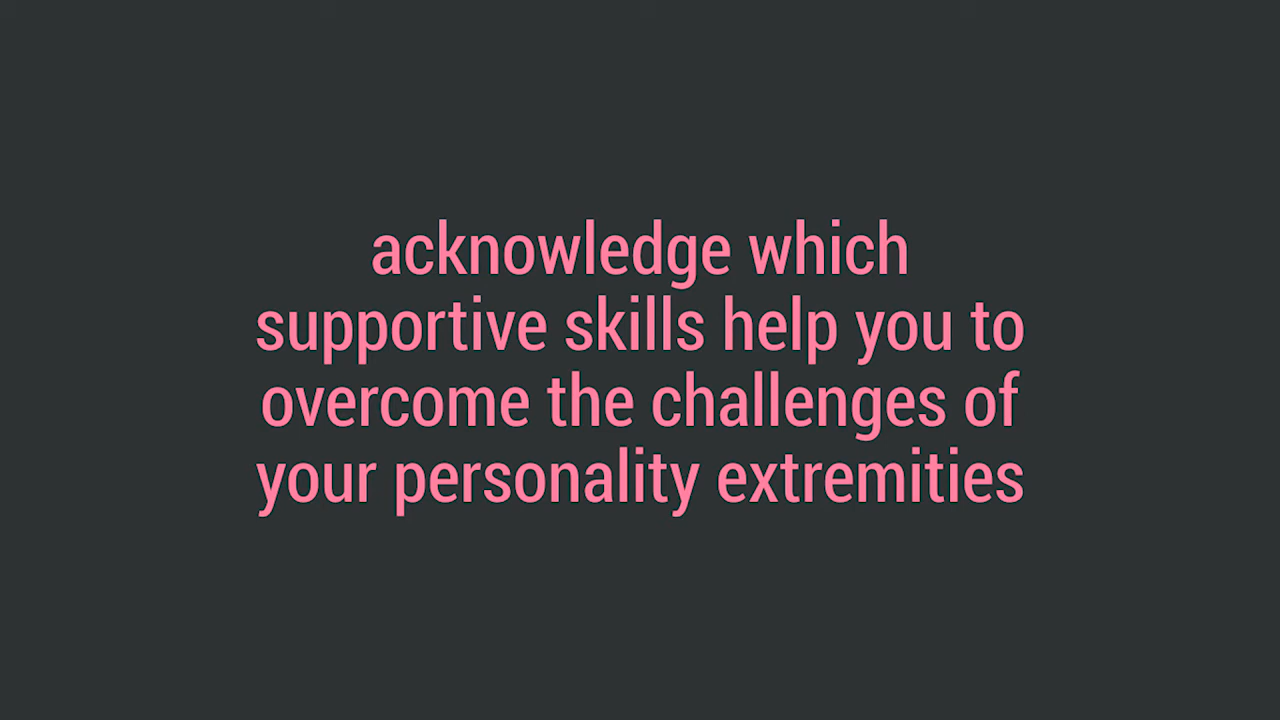 acknowledge which
supportive skills help you to
overcome the challenges of
your personality extremities